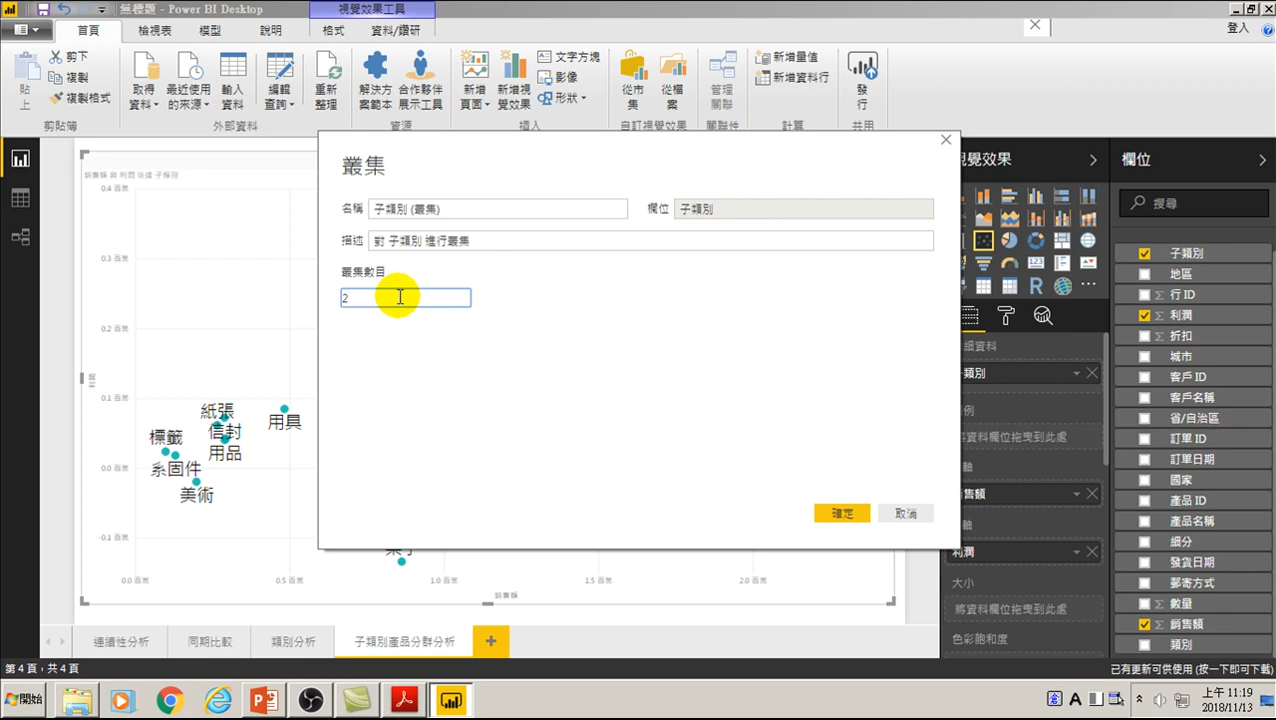 無標題 - Power BI Desktop
視覺效果工具
登入
首頁
檢視表
模型
說明
格式
資料/鑽研
貼上
剪下
複製
複製格式
剪貼簿
取得資料
最近使用的來源
輸入資料
編輯查詢
重新整理
外部資料
解決方案範本
合作夥伴展示工具
資源
新增頁面
新增視覺效果
文字方塊
影像
形狀
插入
從市集
從檔案
自訂視覺效果
管理關聯
關聯性
新增量值
新增資料行
計算
發行
共用
銷售額 與 利潤 依據 子類別
0.4 百萬
0.3 百萬
0.2 百萬
0.1 百萬
0.0 百萬
-0.1 百萬
利潤
紙張
用具
標籤
信封
用品
系固件
美術
0.0 百萬
0.5 百萬
1.0 百萬
1.5 百萬
2.0 百萬
銷售額
叢集
名稱
子類別 (叢集)
欄位
子類別
描述
對 子類別 進行叢集
叢集數目
2
確定
取消
視覺效果
R
詳細資料
子類別
將資料欄位拖曳到此處
銷售額
利潤
大小
將資料欄位拖曳到此處
色彩飽和度
欄位
搜尋
子類別
地區
Σ 行 ID
Σ 利潤
Σ 折扣
城市
客戶 ID
客戶名稱
省/自治區
訂單 ID
訂單日期
國家
產品 ID
產品名稱
細分
發貨日期
郵寄方式
Σ 數量
Σ 銷售額
類別
連續性分析
同期比較
類別分析
子類別產品分群分析
第 4 頁，共 4 頁
已有更新可供使用 (按一下即可下載)
開始
上午 11:19
2018/11/13